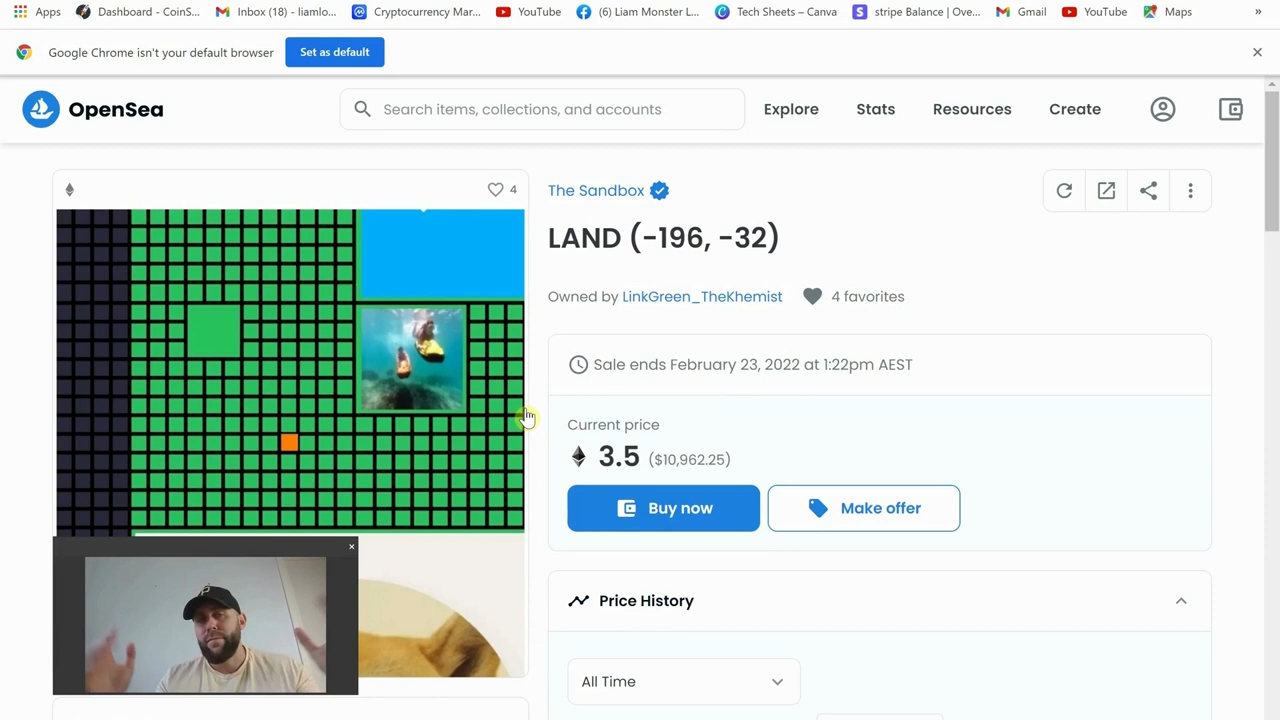 Apps
Dashboard - CoinS...
Inbox (18) - liamlo...
Cryptocurrency Mar...
YouTube
(6) Liam Monster L...
Tech Sheets – Canva
stripe Balance | Ove...
Gmail
YouTube
Maps
»
Google Chrome isn't your default browser
Set as default
OpenSea
Search items, collections, and accounts
Explore
Stats
Resources
Create
4
The Sandbox
LAND (-196, -32)
Owned by LinkGreen_TheKhemist
4 favorites
Sale ends February 23, 2022 at 1:22pm AEST
Current price
3.5 ($10,962.25)
Buy now
Make offer
Price History
All Time